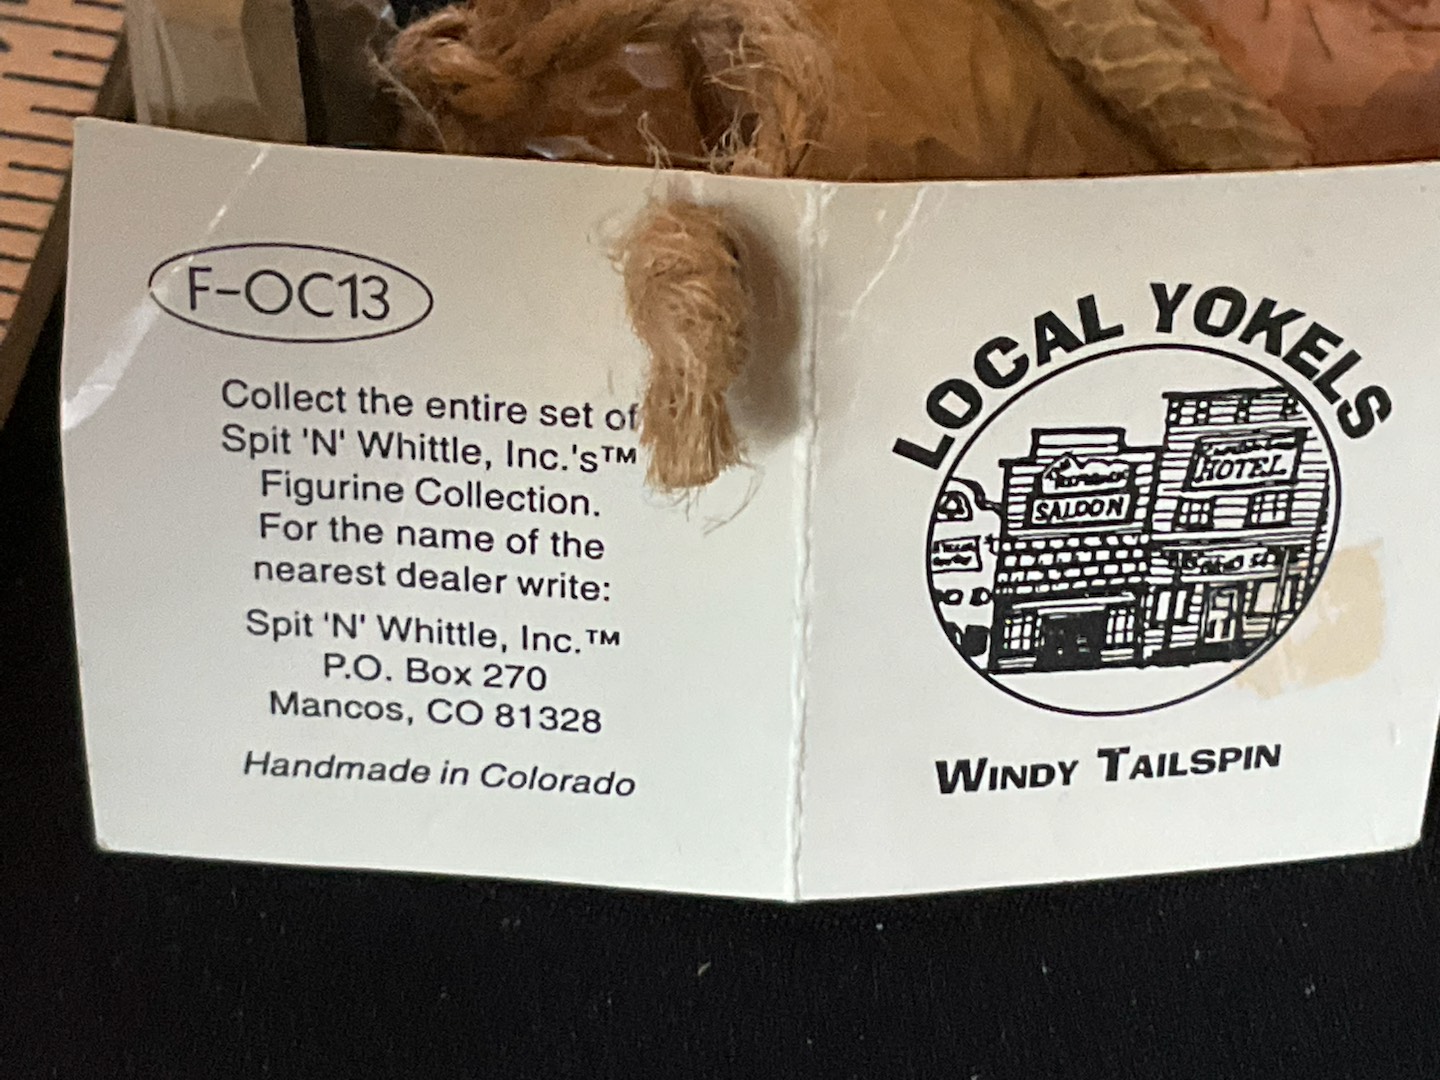 F-OC13
Collect the entire set of
Spit 'N' Whittle, Inc.'s™
Figurine Collection.
For the name of the
nearest dealer write:
Spit 'N' Whittle, Inc.™
P.O. Box 270
Mancos, CO 81328
Handmade in Colorado
LOCAL YOKELS
HOTEL
SALOON
WINDY TAILSPIN